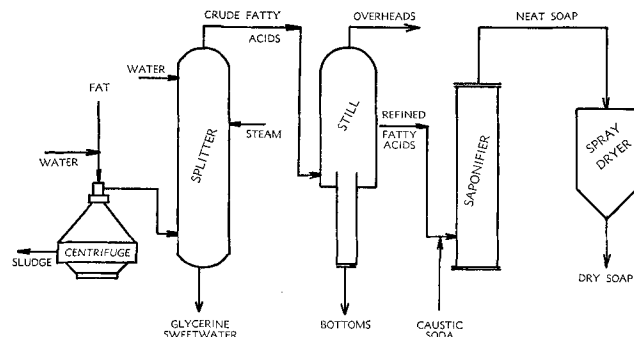 CRUDE FATTY
ACIDS
OVERHEADS
NEAT SOAP
WATER
FAT
STEAM
REFINED
FATTY
ACIDS
WATER
SPLITTER
STILL
SAPONIFIER
SPRAY
DRYER
CENTRIFUGE
SLUDGE
DRY SOAP
GLYCERINE
SWEETWATER
BOTTOMS
CAUSTIC
SODA